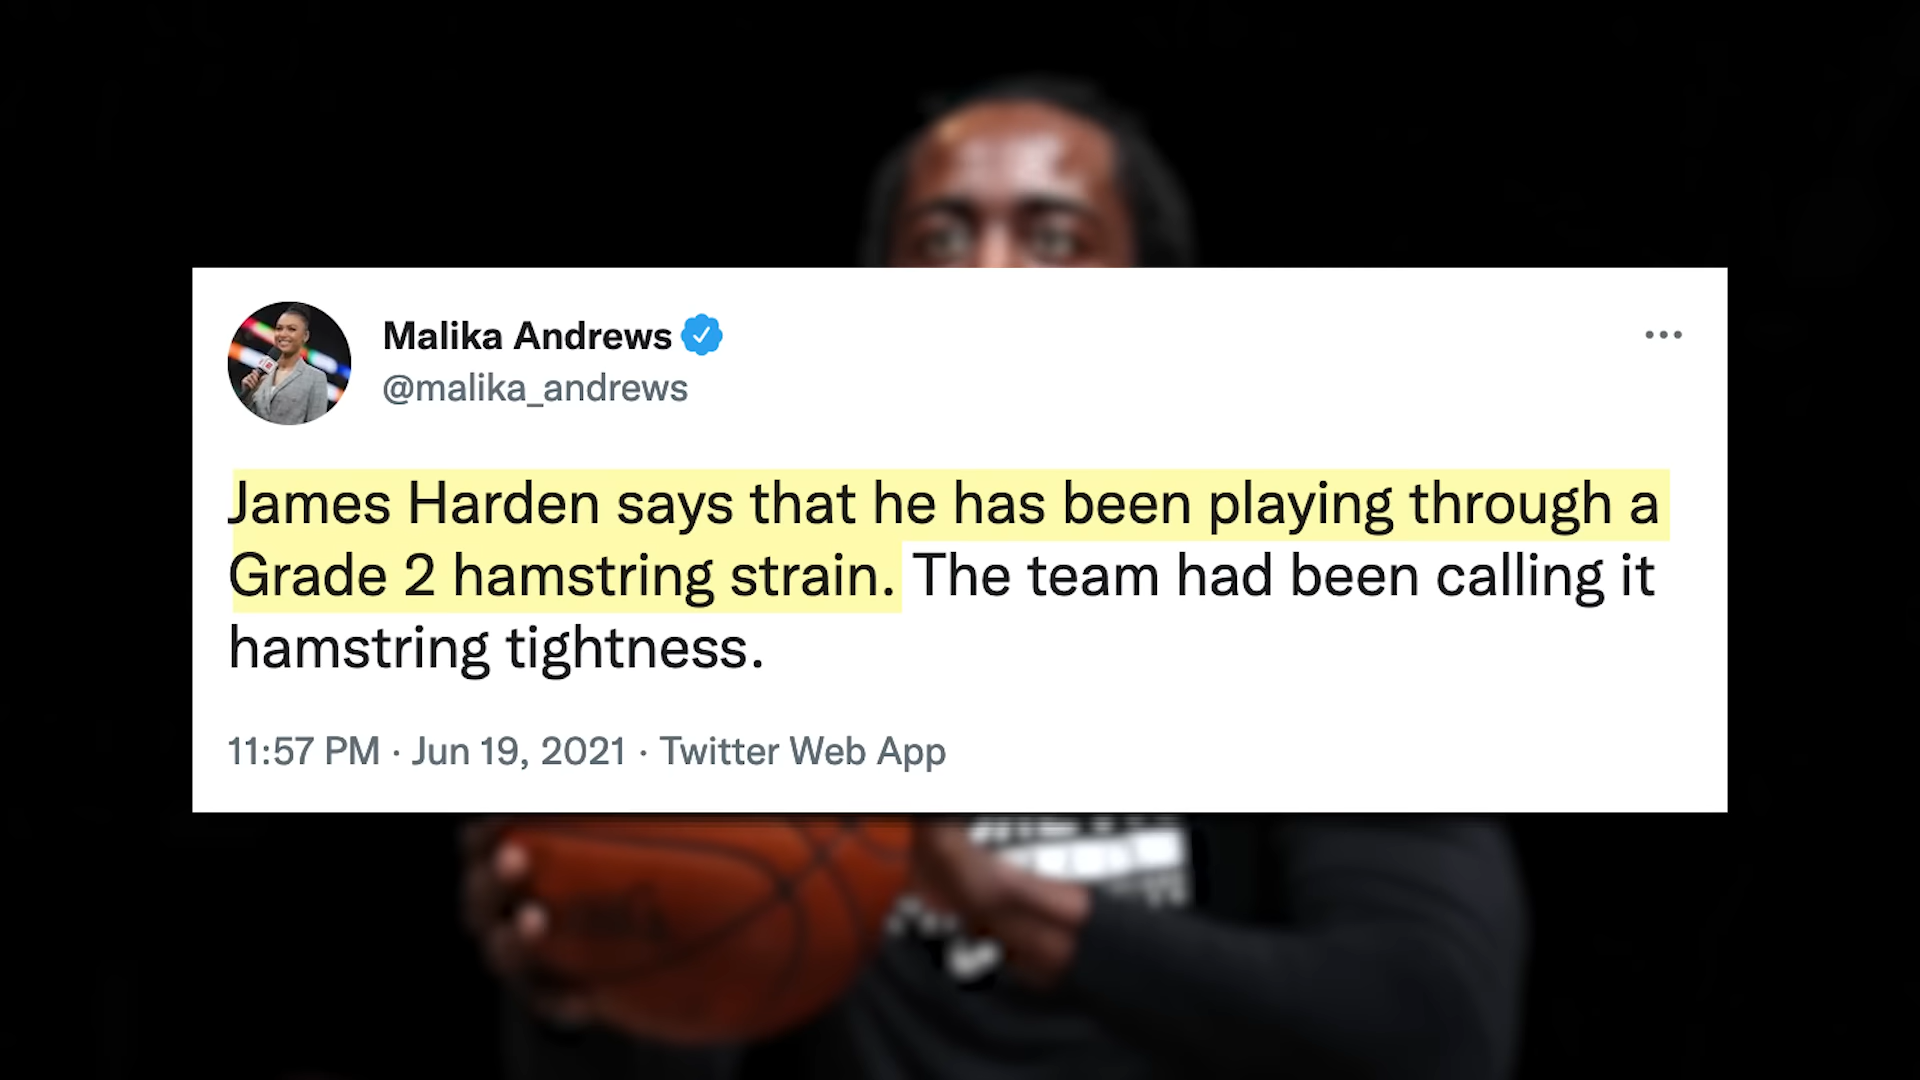 Malika Andrews
@malika_andrews
James Harden says that he has been playing through a
Grade 2 hamstring strain. The team had been calling it
hamstring tightness.
11:57 PM · Jun 19, 2021 · Twitter Web App